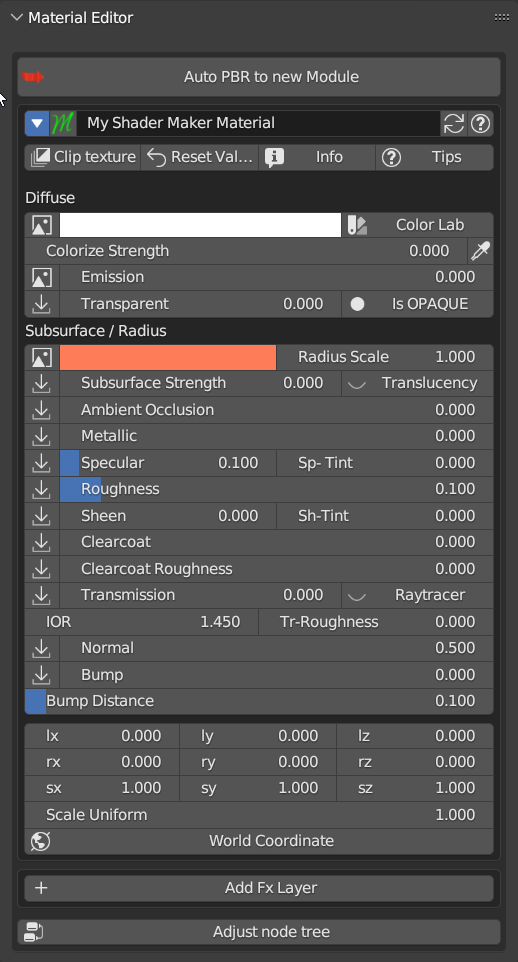 Material Editor
Auto PBR to new Module
My Shader Maker Material
Clip texture Reset Val... Info Tips
Diffuse
Color Lab
Colorize Strength 0.000
Emission 0.000
Transparent 0.000 Is OPAQUE
Subsurface / Radius
Radius Scale 1.000
Subsurface Strength 0.000 Translucency
Ambient Occlusion 0.000
Metallic 0.000
Specular 0.100 Sp- Tint 0.000
Roughness 0.100
Sheen 0.000 Sh-Tint 0.000
Clearcoat 0.000
Clearcoat Roughness 0.000
Transmission 0.000 Raytracer
IOR 1.450 Tr-Roughness 0.000
Normal 0.500
Bump 0.000
Bump Distance 0.100
lx 0.000 ly 0.000 lz 0.000
rx 0.000 ry 0.000 rz 0.000
sx 1.000 sy 1.000 sz 1.000
Scale Uniform 1.000
World Coordinate
Add Fx Layer
Adjust node tree